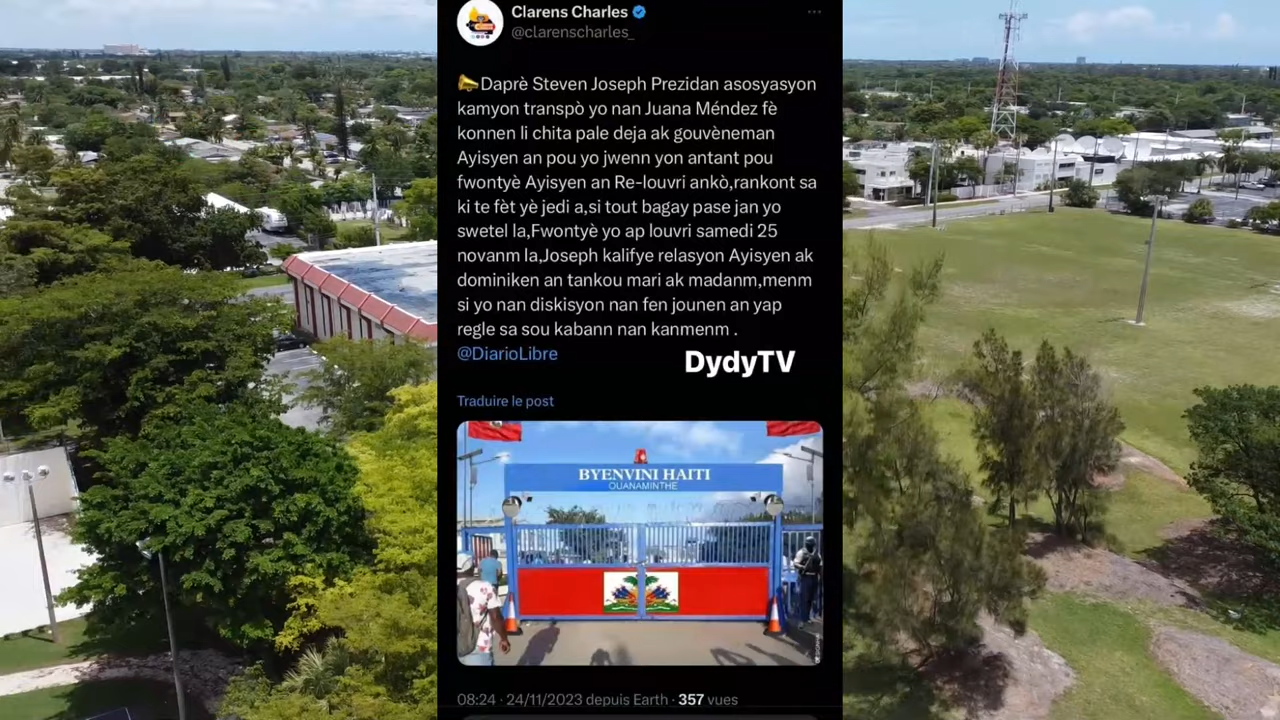 Clarens Charles
@clarenscharles_
Daprè Steven Joseph Prezidan asosyasyon
kamyon transpò yo nan Juana Méndez fè
konnen li chita pale deja ak gouvèneman
Ayisyen an pou yo jwenn yon antant pou
fwontyè Ayisyen an Re-louvri ankò,rankont sa
ki te fèt yè jedi a,si tout bagay pase jan yo
swetel la,Fwontyè yo ap louvri samedi 25
novanm la,Joseph kalifye relasyon Ayisyen ak
dominiken an tankou mari ak madanm,menm
si yo nan diskisyon nan fen jounen an yap
regle sa sou kabann nan kanmenm .
@DiarioLibre
DydyTV
Traduire le post
BYENVINI HAITI
OUANAMINTHE
08:24 · 24/11/2023 depuis Earth · 357 vues